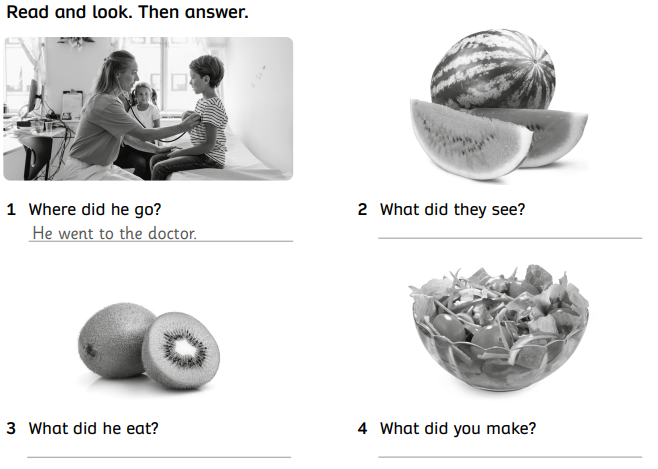 Read and look. Then answer.
1 Where did he go?
He went to the doctor.
2 What did they see?
3 What did he eat?
4 What did you make?